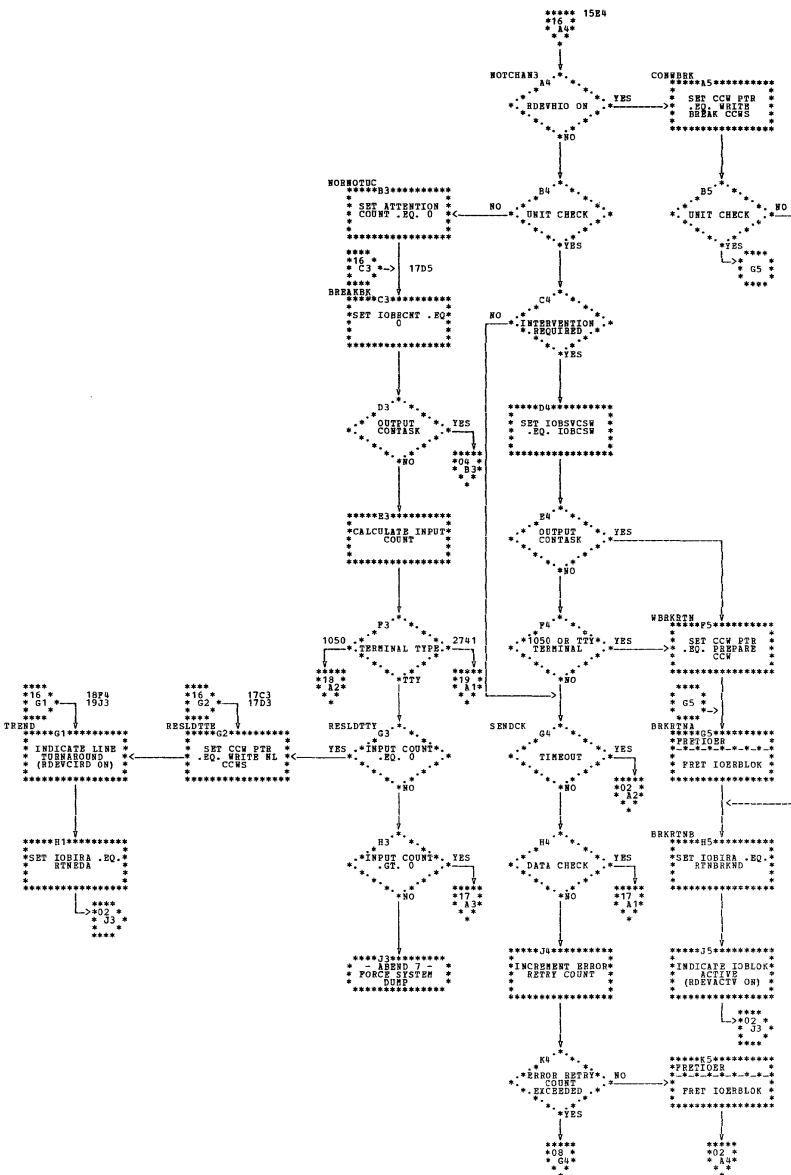 16 A4
15E4
NOTCHAN3
A4
RDEVHIO ON
YES
NO
CONWBRK
A5
SET CCW PTR
.EQ. WRITE
BREAK CCWS
NORNOTUC
B3
SET ATTENTION
COUNT .EQ. 0
B4
UNIT CHECK
NO
YES
B5
UNIT CHECK
NO
YES
G5
16 C3
17D5
BREAKBK
C3
SET IOBRCNT .EQ
0
C4
INTERVENTION
REQUIRED
NO
YES
D3
OUTPUT
CONTASK
YES
NO
04 B3
D4
SET IOBSVCSW
.EQ. IOBCSW
E3
CALCULATE INPUT
COUNT
E4
OUTPUT
CONTASK
YES
NO
F3
TERMINAL TYPE
1050
2741
TTY
18 A2
19 A1
F4
1050 OR TTY
TERMINAL
YES
NO
WBRKRTN
F5
SET CCW PTR
.EQ. PREPARE
CCW
G5
16 G1
18F4
19J3
TREND
G1
INDICATE LINE
TURNAROUND
(RDEVCIRD ON)
16 G2
17C3
17D3
RESLDTTE
G2
SET CCW PTR
.EQ. WRITE NL
CCWS
RESLDTTY
G3
INPUT COUNT
.EQ. 0
YES
NO
SENDCK
G4
TIMEOUT
YES
NO
02 A2
BRKRTNA
G5
PRETIOER
FRET IOERBLOK
H1
SET IOBIRA .EQ.
RTNEDA
02 J3
H3
INPUT COUNT
.GT. 0
YES
NO
17 A3
H4
DATA CHECK
YES
NO
17 A1
BRKRTNB
H5
SET IOBIRA .EQ.
RTNBRKND
J3
- ABEND 7 -
FORCE SYSTEM
DUMP
J4
INCREMENT ERROR
RETRY COUNT
J5
INDICATE IOBLOK
ACTIVE
(RDEVACTV ON)
02 J3
K4
ERROR RETRY
COUNT
EXCEEDED
NO
YES
08 G4
K5
PRETIOER
FRET IOERBLOK
02 A4